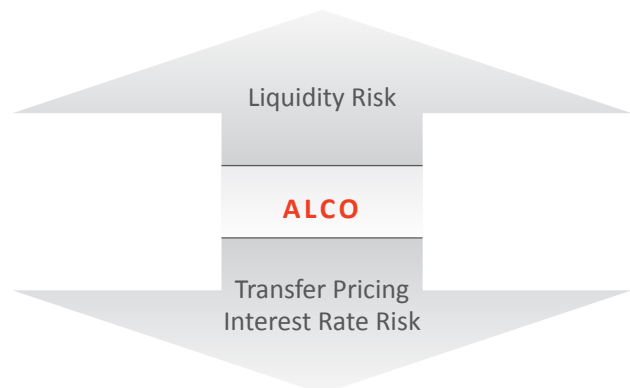 Liquidity Risk
ALCO
Transfer Pricing
Interest Rate Risk